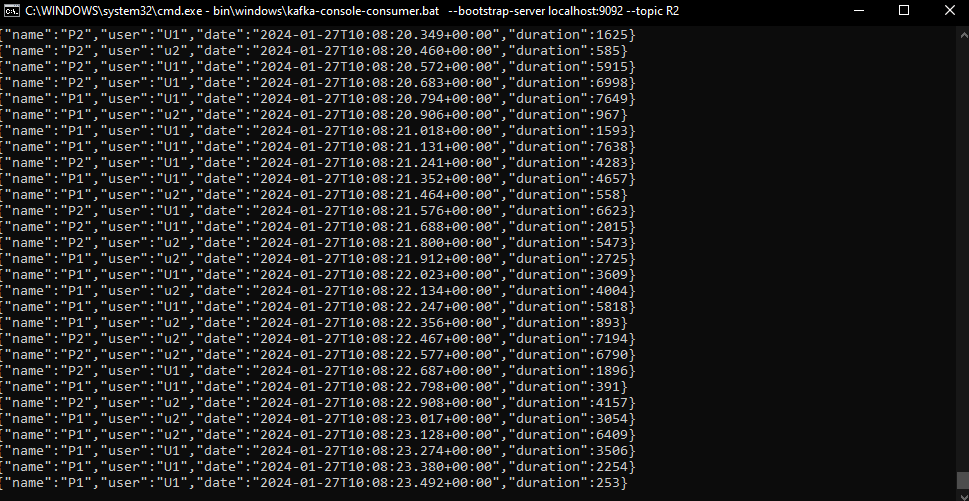 C:\WINDOWS\system32\cmd.exe - bin\windows\kafka-console-consumer.bat --bootstrap-server localhost:9092 --topic R2
{"name":"P2","user":"U1","date":"2024-01-27T10:08:20.349+00:00","duration":1625}
{"name":"P2","user":"u2","date":"2024-01-27T10:08:20.460+00:00","duration":585}
{"name":"P2","user":"U1","date":"2024-01-27T10:08:20.572+00:00","duration":5915}
{"name":"P2","user":"U1","date":"2024-01-27T10:08:20.683+00:00","duration":6998}
{"name":"P1","user":"U1","date":"2024-01-27T10:08:20.794+00:00","duration":7649}
{"name":"P1","user":"u2","date":"2024-01-27T10:08:20.906+00:00","duration":967}
{"name":"P1","user":"U1","date":"2024-01-27T10:08:21.018+00:00","duration":1593}
{"name":"P1","user":"U1","date":"2024-01-27T10:08:21.131+00:00","duration":7638}
{"name":"P2","user":"U1","date":"2024-01-27T10:08:21.241+00:00","duration":4283}
{"name":"P1","user":"U1","date":"2024-01-27T10:08:21.352+00:00","duration":4657}
{"name":"P1","user":"u2","date":"2024-01-27T10:08:21.464+00:00","duration":558}
{"name":"P2","user":"U1","date":"2024-01-27T10:08:21.576+00:00","duration":6623}
{"name":"P2","user":"U1","date":"2024-01-27T10:08:21.688+00:00","duration":2015}
{"name":"P2","user":"u2","date":"2024-01-27T10:08:21.800+00:00","duration":5473}
{"name":"P1","user":"u2","date":"2024-01-27T10:08:21.912+00:00","duration":2725}
{"name":"P1","user":"U1","date":"2024-01-27T10:08:22.023+00:00","duration":3609}
{"name":"P1","user":"u2","date":"2024-01-27T10:08:22.134+00:00","duration":4004}
{"name":"P1","user":"U1","date":"2024-01-27T10:08:22.247+00:00","duration":5818}
{"name":"P1","user":"u2","date":"2024-01-27T10:08:22.356+00:00","duration":893}
{"name":"P2","user":"u2","date":"2024-01-27T10:08:22.467+00:00","duration":7194}
{"name":"P2","user":"u2","date":"2024-01-27T10:08:22.577+00:00","duration":6790}
{"name":"P2","user":"U1","date":"2024-01-27T10:08:22.687+00:00","duration":1896}
{"name":"P1","user":"U1","date":"2024-01-27T10:08:22.798+00:00","duration":391}
{"name":"P2","user":"u2","date":"2024-01-27T10:08:22.908+00:00","duration":4157}
{"name":"P1","user":"u2","date":"2024-01-27T10:08:23.017+00:00","duration":3054}
{"name":"P1","user":"u2","date":"2024-01-27T10:08:23.128+00:00","duration":6409}
{"name":"P1","user":"U1","date":"2024-01-27T10:08:23.274+00:00","duration":3506}
{"name":"P1","user":"U1","date":"2024-01-27T10:08:23.380+00:00","duration":2254}
{"name":"P1","user":"U1","date":"2024-01-27T10:08:23.492+00:00","duration":253}